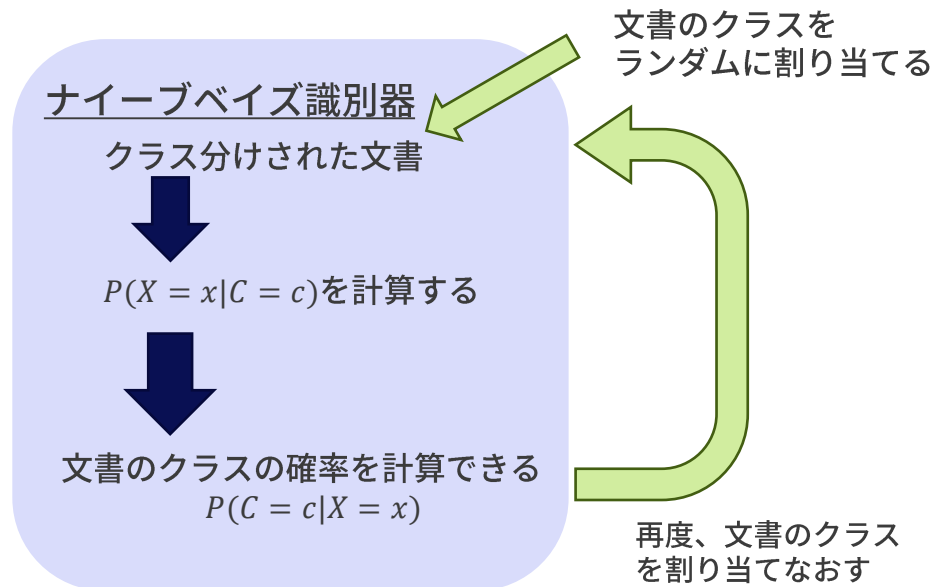 文書のクラスを
ランダムに割り当てる
ナイーブベイズ識別器
クラス分けされた文書
P(X = x|C = c)を計算する
文書のクラスの確率を計算できる
P(C = c|X = x)
再度、文書のクラス
を割り当てなおす